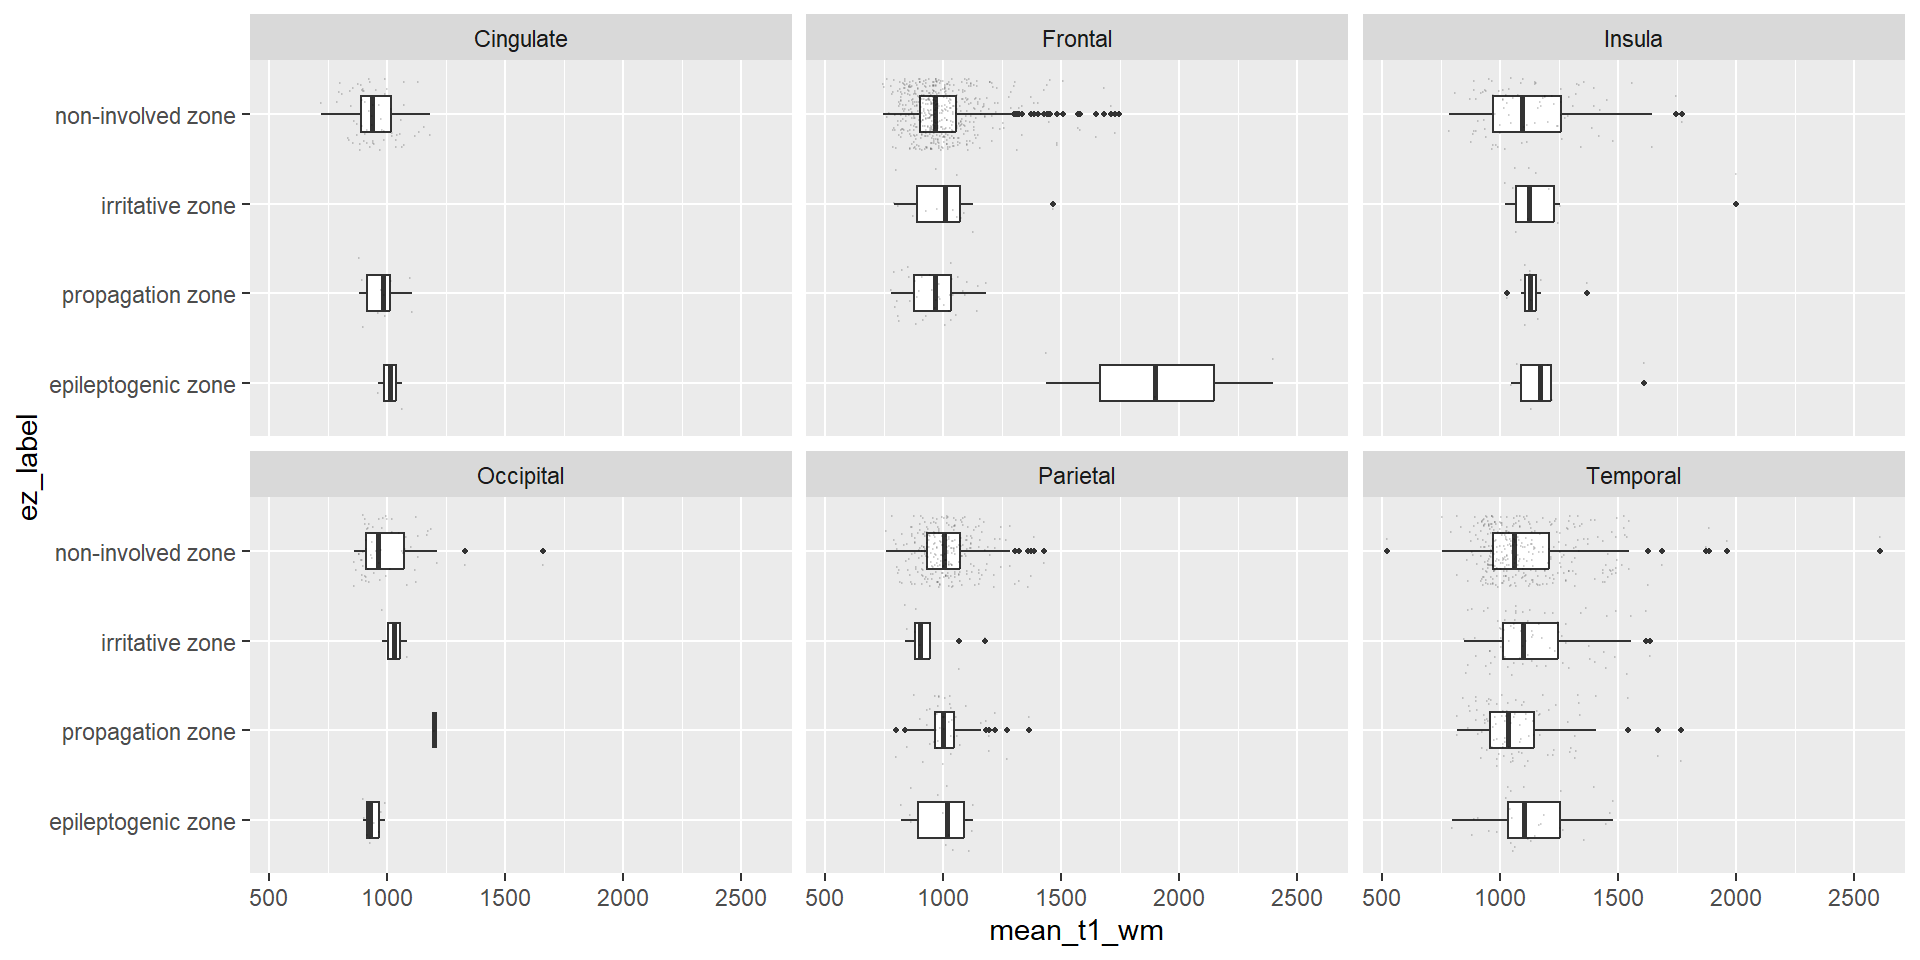 Cingulate
Frontal
Insula
non-involved zone
irritative zone
propagation zone
epileptogenic zone
ez_label
Occipital
Parietal
Temporal
non-involved zone
irritative zone
propagation zone
epileptogenic zone
500 1000 1500 2000 2500
500 1000 1500 2000 2500
500 1000 1500 2000 2500
mean_t1_wm